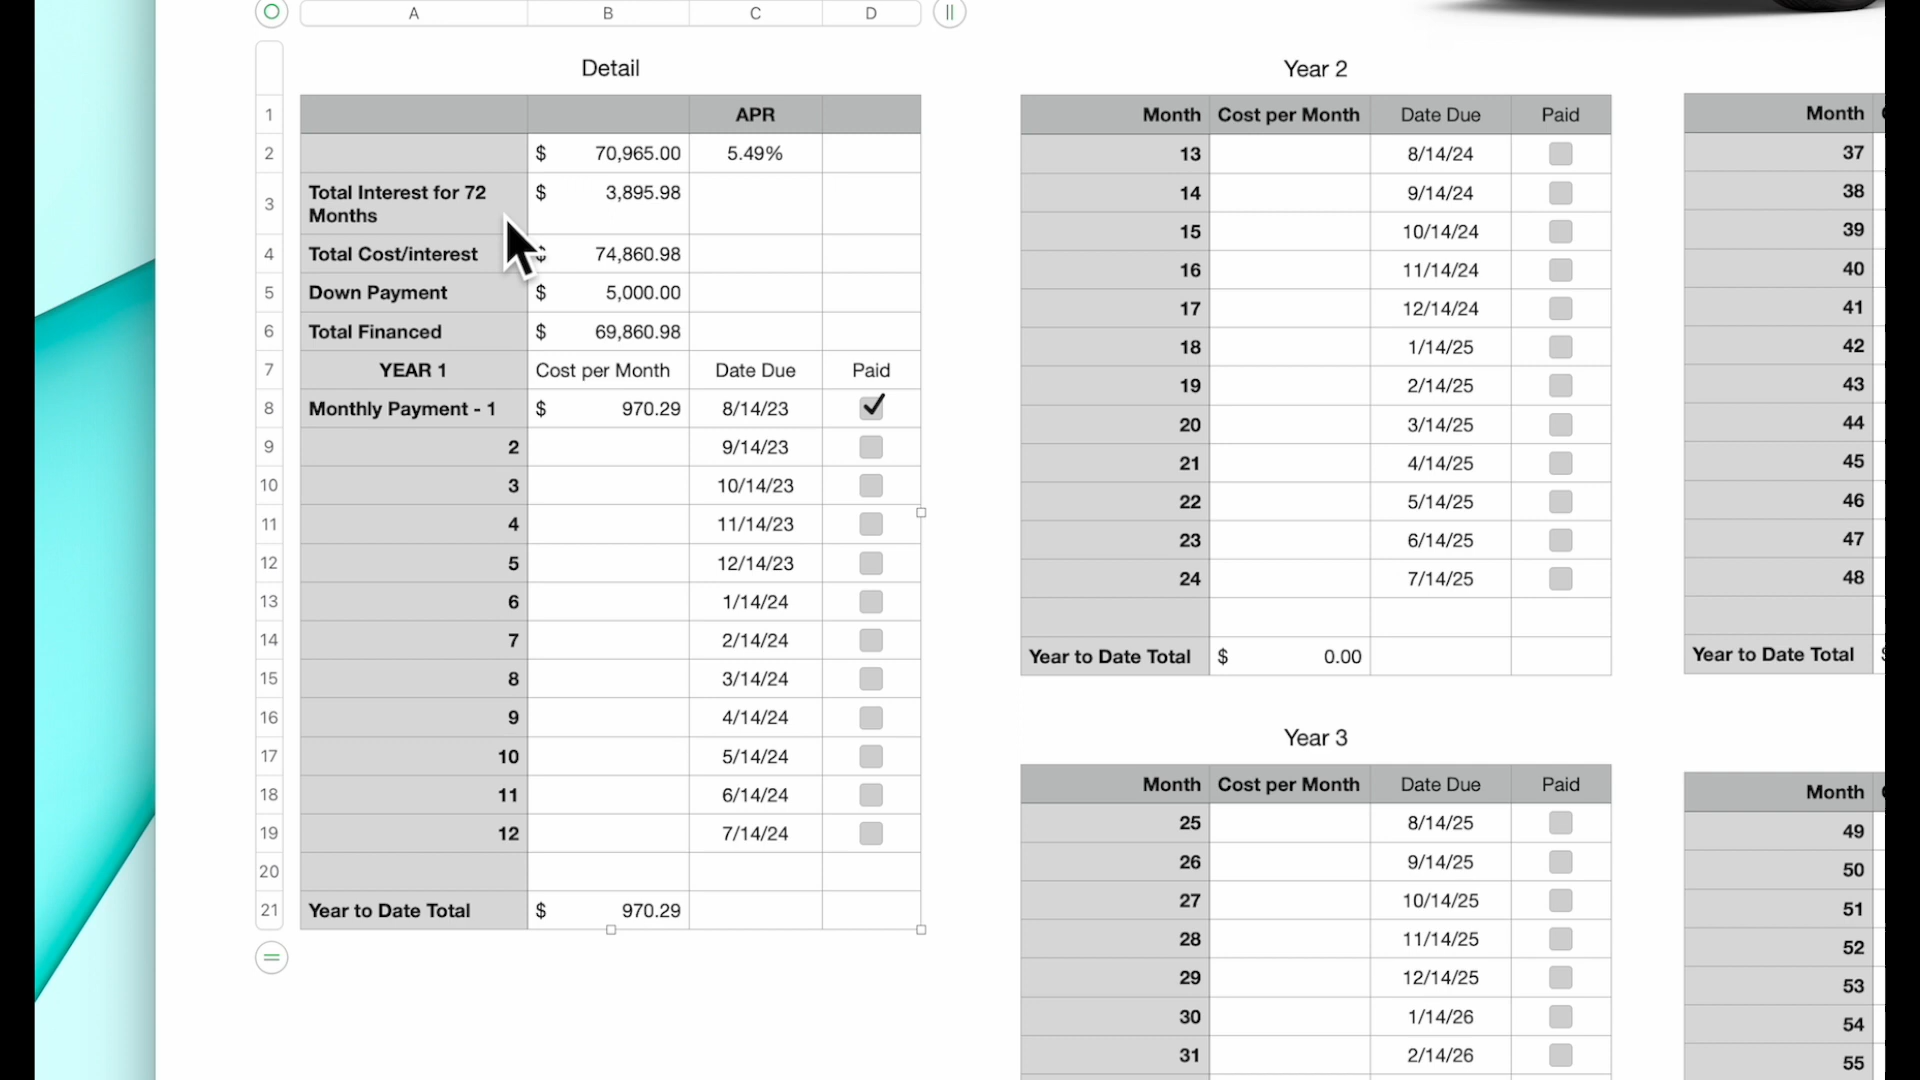 A B C D
Detail
1 APR
2 $ 70,965.00 5.49%
3 Total Interest for 72 Months $ 3,895.98
4 Total Cost/interest $ 74,860.98
5 Down Payment $ 5,000.00
6 Total Financed $ 69,860.98
7 YEAR 1 Cost per Month Date Due Paid
8 Monthly Payment - 1 $ 970.29 8/14/23
9 2 9/14/23
10 3 10/14/23
11 4 11/14/23
12 5 12/14/23
13 6 1/14/24
14 7 2/14/24
15 8 3/14/24
16 9 4/14/24
17 10 5/14/24
18 11 6/14/24
19 12 7/14/24
20
21 Year to Date Total $ 970.29
Year 2
Month Cost per Month Date Due Paid
13 8/14/24
14 9/14/24
15 10/14/24
16 11/14/24
17 12/14/24
18 1/14/25
19 2/14/25
20 3/14/25
21 4/14/25
22 5/14/25
23 6/14/25
24 7/14/25
Year to Date Total $ 0.00
Year 3
Month Cost per Month Date Due Paid
25 8/14/25
26 9/14/25
27 10/14/25
28 11/14/25
29 12/14/25
30 1/14/26
31 2/14/26
Month
37
38
39
40
41
42
43
44
45
46
47
48
Year to Date Total
Month
49
50
51
52
53
54
55